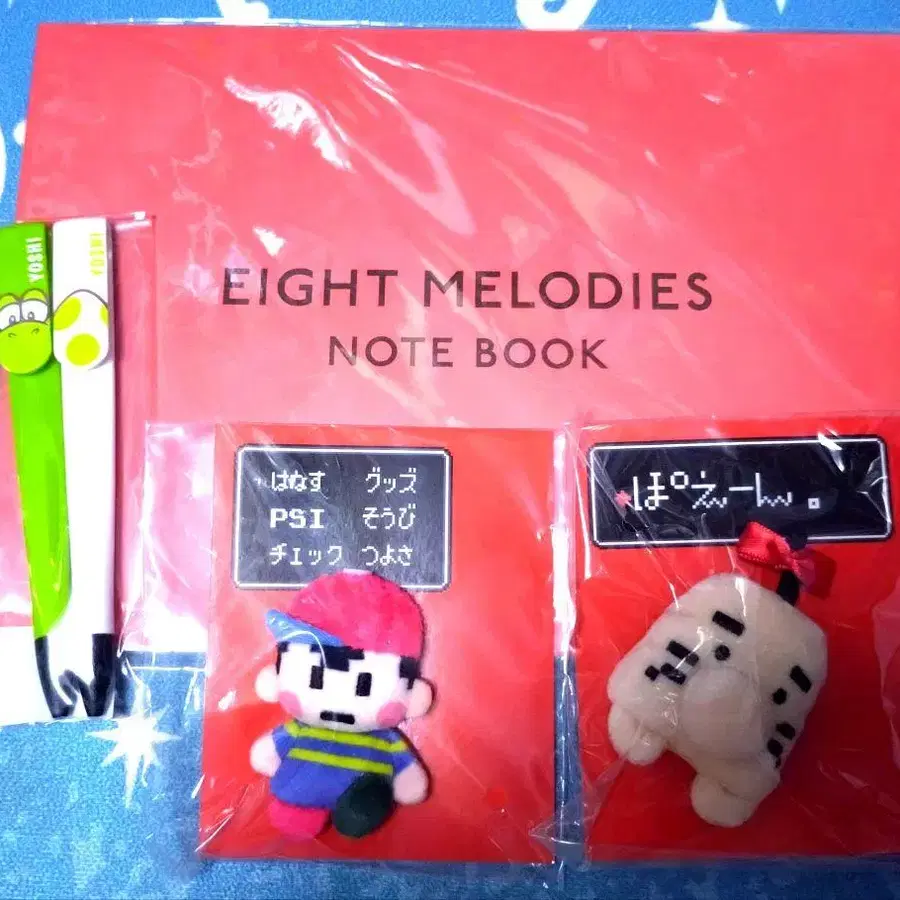 EIGHT MELODIES
NOTE BOOK
YOSHI
YOSHI
はなす グッズ
PSI そうび
チェック つよさ
ぽえーん。